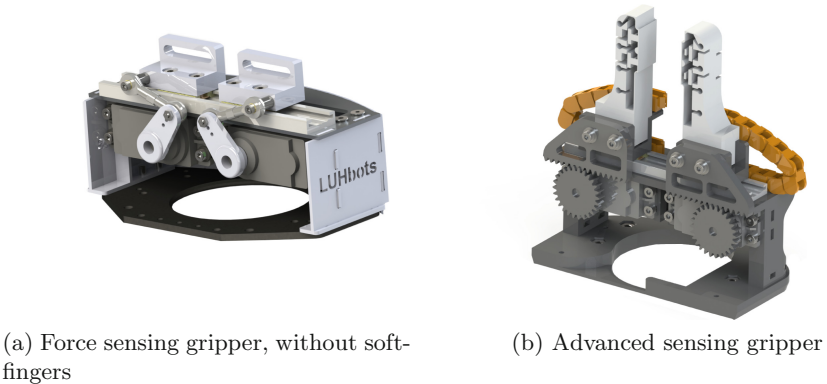 LUHbots
(a) Force sensing gripper, without soft-
fingers
(b) Advanced sensing gripper